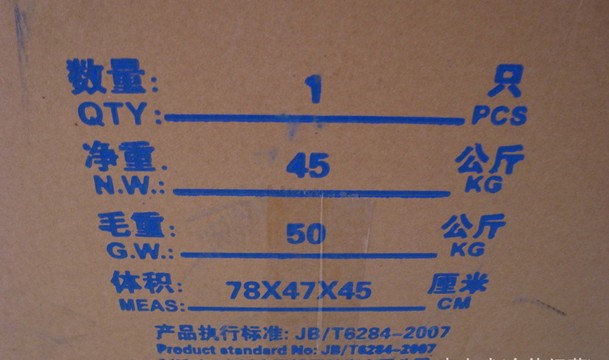 数量: 1 只
QTY: PCS
净重. 45 公斤
N.W.: KG
毛重: 50 公斤
G.W.: KG
体积: 78X47X45 厘米
MEAS: CM
产品执行标准: JB/T6284-2007
Product standard No: JB/T6284-2007